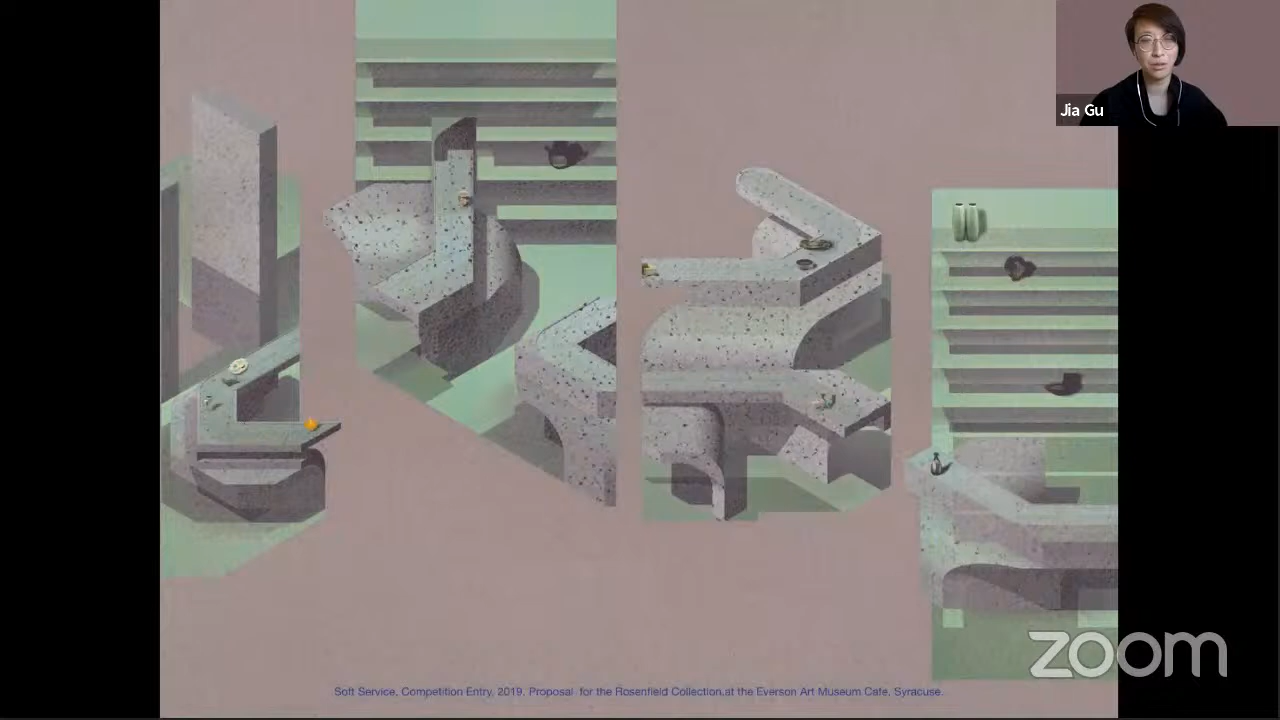 Jia Gu
zoom
Soft Service, Competition Entry, 2019. Proposal for the Rosenfield Collection,at the Everson Art Museum Cafe, Syracuse.